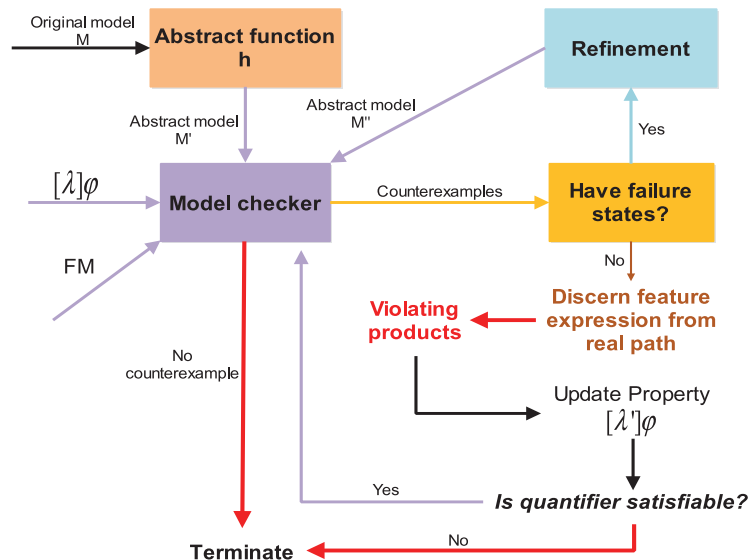 Original model
M
Abstract function
h
Refinement
Abstract model
M'
Abstract model
M"
Yes
[λ]φ
Model checker
Counterexamples
Have failure
states?
FM
No
Violating
products
Discern feature
expression from
real path
No
counterexample
Update Property
[λ']φ
Yes
Is quantifier satisfiable?
No
Terminate